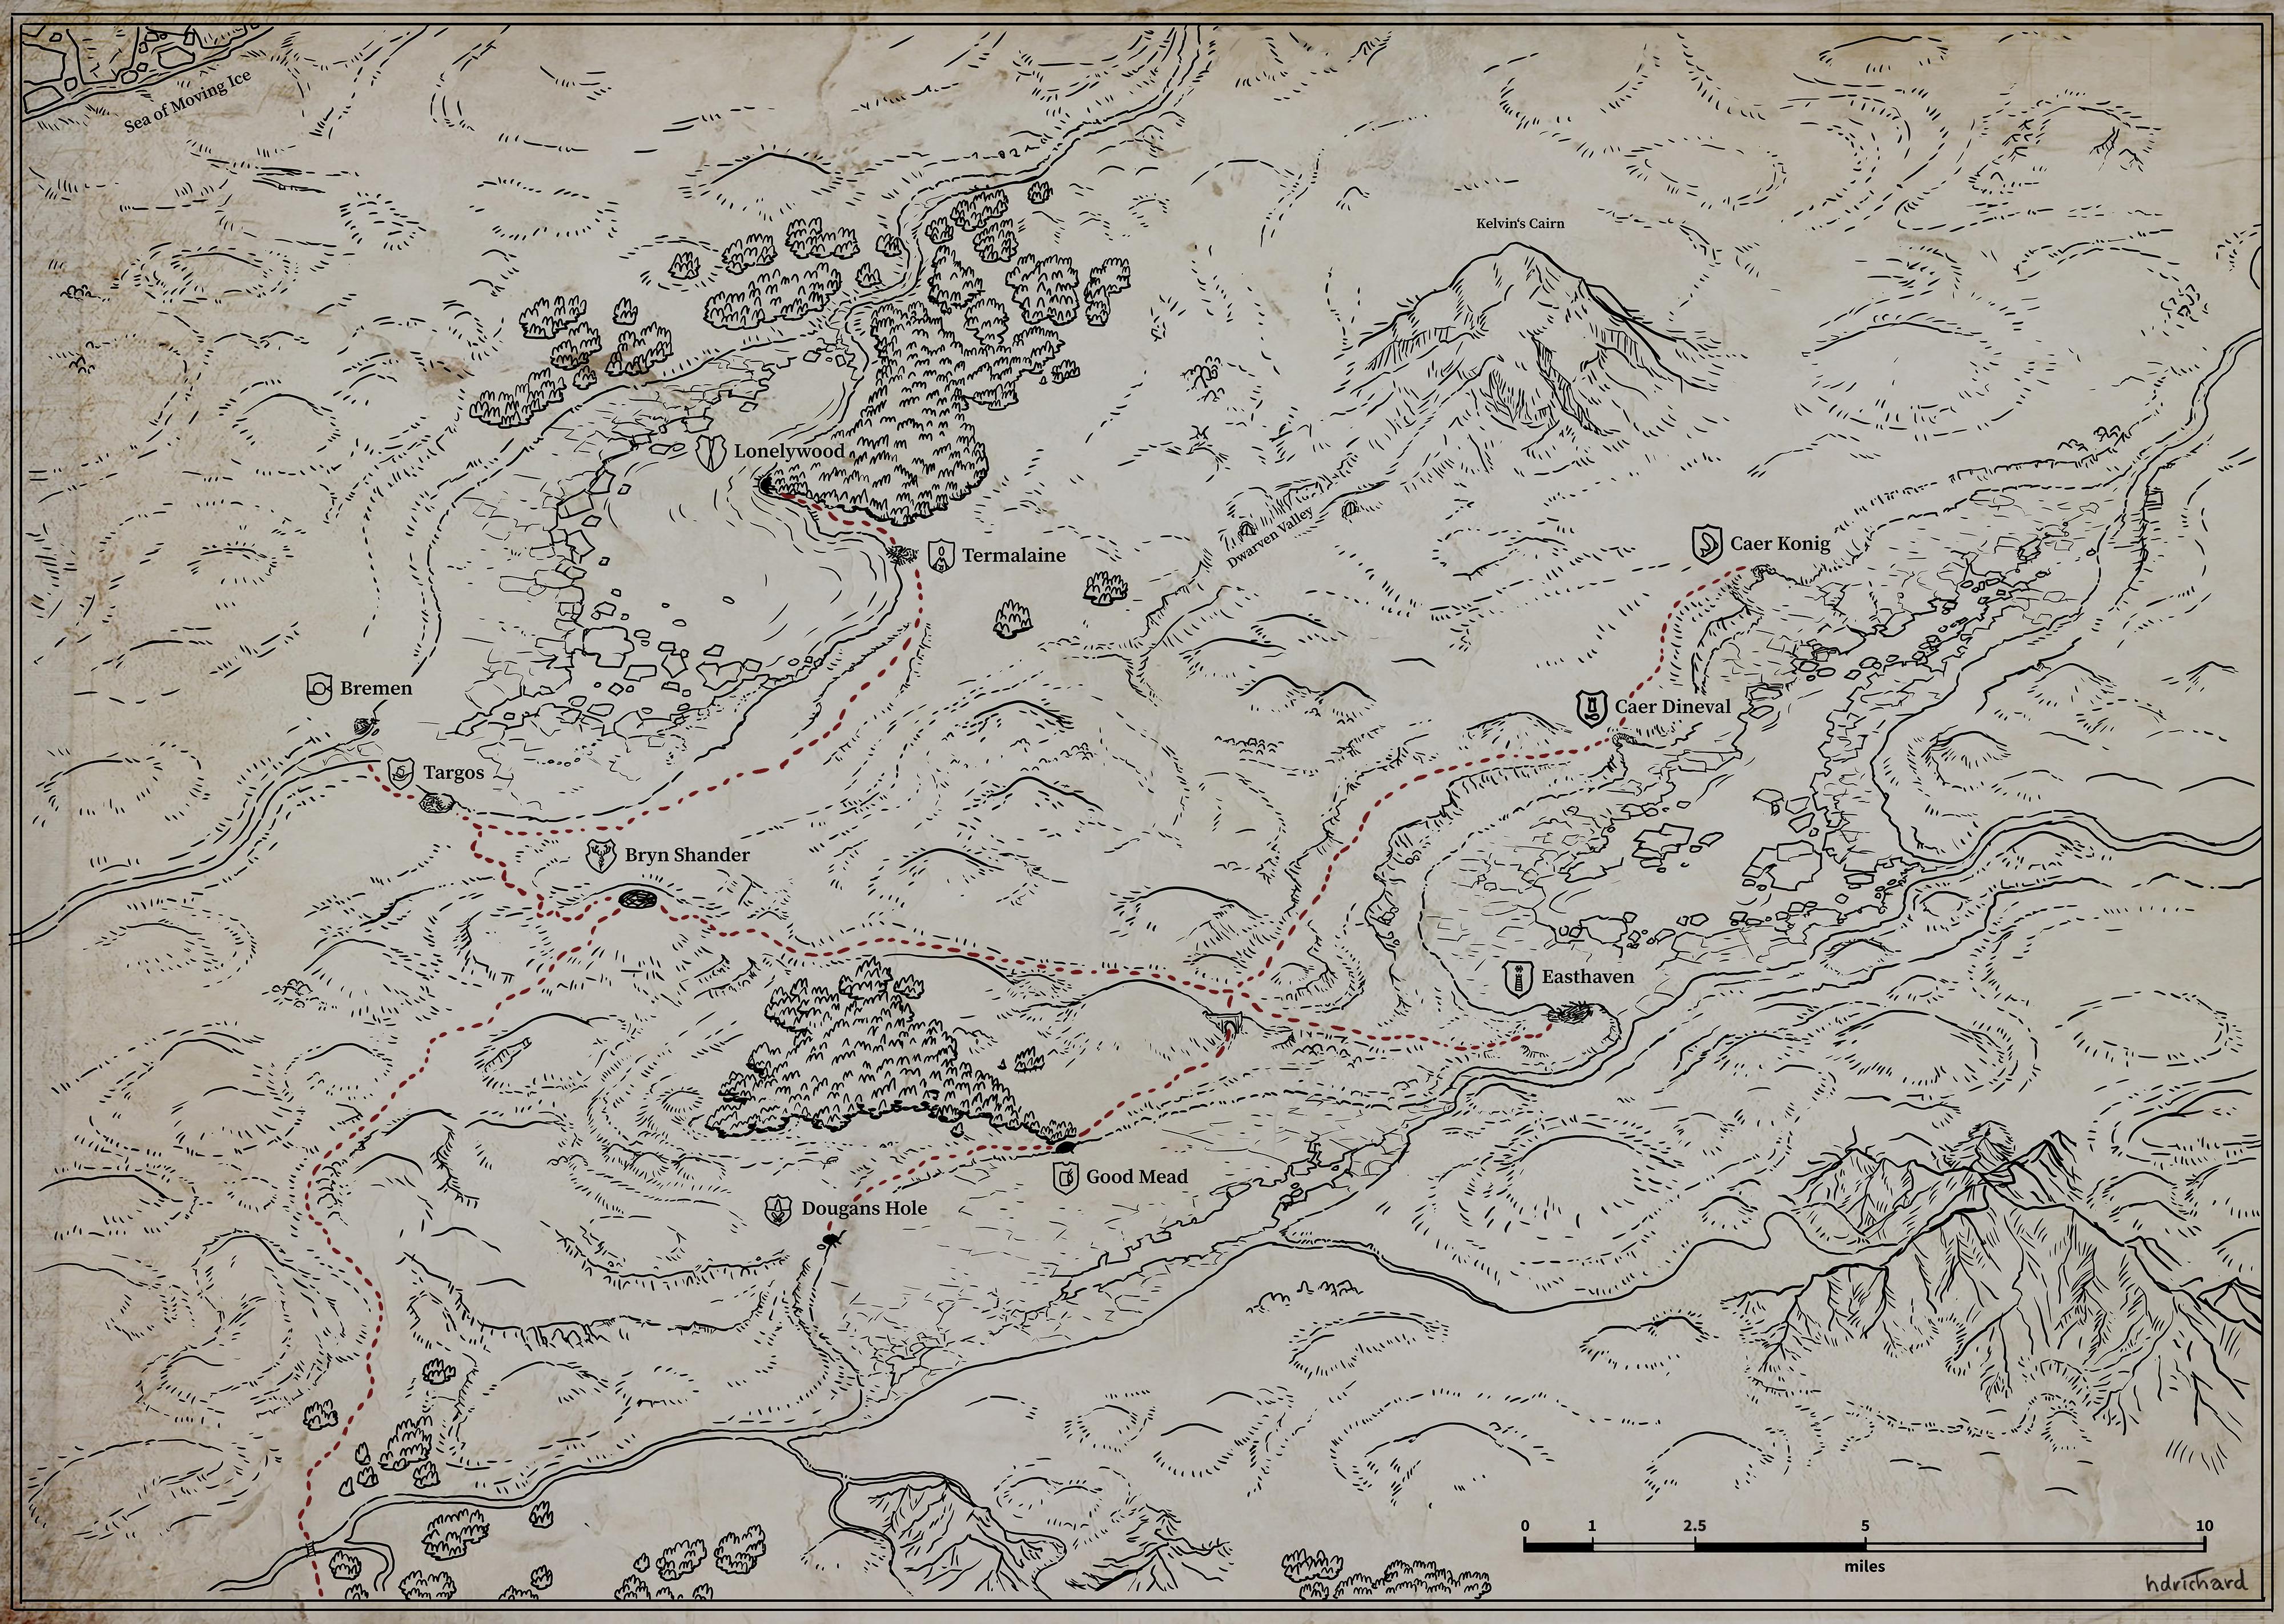 Sea of Moving Ice
Kelvin's Cairn
Lonelywood
Termalaine
Dwarven Valley
Caer Konig
Bremen
Caer Dineval
Targos
Bryn Shander
Easthaven
Good Mead
Dougans Hole
0 1 2.5 5 10
miles
hdrichard